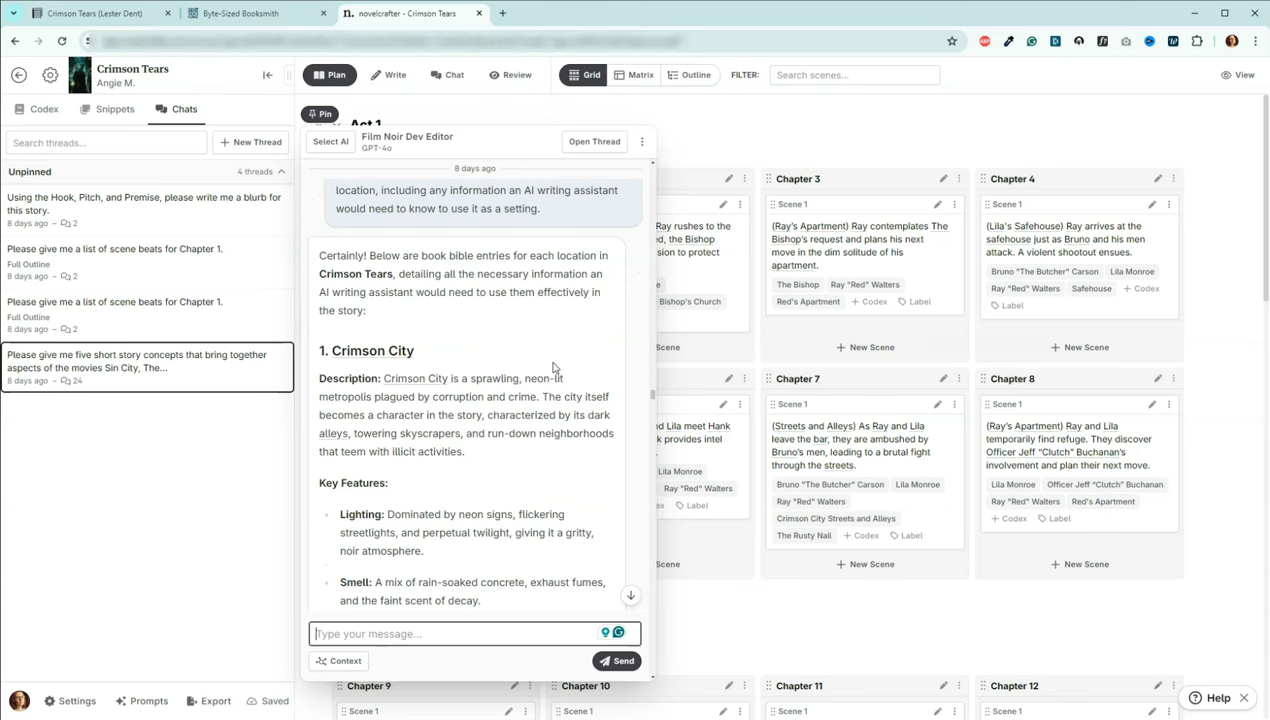 Crimson Tears (Lester Dent)
Byte-Sized Booksmith
novelcrafter - Crimson Tears
Crimson Tears
Angie M.
Plan
Write
Chat
Review
Grid
Matrix
Outline
FILTER:
Search scenes...
View
Codex
Snippets
Chats
Search threads...
New Thread
Unpinned
4 threads
Using the Hook, Pitch, and Premise, please write me a blurb for
this story.
8 days ago
2
Please give me a list of scene beats for Chapter 1.
Full Outline
8 days ago
2
Please give me a list of scene beats for Chapter 1.
Full Outline
8 days ago
2
Please give me five short story concepts that bring together
aspects of the movies Sin City, The...
8 days ago
24
Settings
Prompts
Export
Saved
Pin
Act 1
Select AI
Film Noir Dev Editor
GPT-4o
Open Thread
8 days ago
location, including any information an AI writing assistant
would need to know to use it as a setting.
Certainly! Below are book bible entries for each location in
Crimson Tears, detailing all the necessary information an
AI writing assistant would need to use them effectively in
the story:
1. Crimson City
Description: Crimson City is a sprawling, neon-lit
metropolis plagued by corruption and crime. The city itself
becomes a character in the story, characterized by its dark
alleys, towering skyscrapers, and run-down neighborhoods
that teem with illicit activities.
Key Features:
Lighting: Dominated by neon signs, flickering
streetlights, and perpetual twilight, giving it a gritty,
noir atmosphere.
Smell: A mix of rain-soaked concrete, exhaust fumes,
and the faint scent of decay.
Type your message...
Context
Send
Ray rushes to the
ed, the Bishop
sion to protect
Bishop's Church
cene
Chapter 3
Scene 1
(Ray's Apartment) Ray contemplates The
Bishop's request and plans his next
move in the dim solitude of his
apartment.
The Bishop
Ray "Red" Walters
Red's Apartment
+ Codex
Label
+ New Scene
Chapter 4
Scene 1
(Lila's Safehouse) Ray arrives at the
safehouse just as Bruno and his men
attack. A violent shootout ensues.
Bruno "The Butcher" Carson
Lila Monroe
Ray "Red" Walters
Safehouse
+ Codex
Label
+ New Scene
nd Lila meet Hank
k provides intel
Lila Monroe
Ray "Red" Walters
ex
Label
cene
Chapter 7
Scene 1
(Streets and Alleys) As Ray and Lila
leave the bar, they are ambushed by
Bruno's men, leading to a brutal fight
through the streets.
Bruno "The Butcher" Carson
Lila Monroe
Ray "Red" Walters
Crimson City Streets and Alleys
The Rusty Nail
+ Codex
Label
+ New Scene
Chapter 8
Scene 1
(Ray's Apartment) Ray and Lila
temporarily find refuge. They discover
Officer Jeff “Clutch” Buchanan's
involvement and plan their next move.
Lila Monroe
Officer Jeff “Clutch” Buchanan
Ray "Red" Walters
Red's Apartment
+ Codex
Label
+ New Scene
Chapter 9
Scene 1
Chapter 10
Scene 1
Chapter 11
Scene 1
Chapter 12
Scene 1
Help